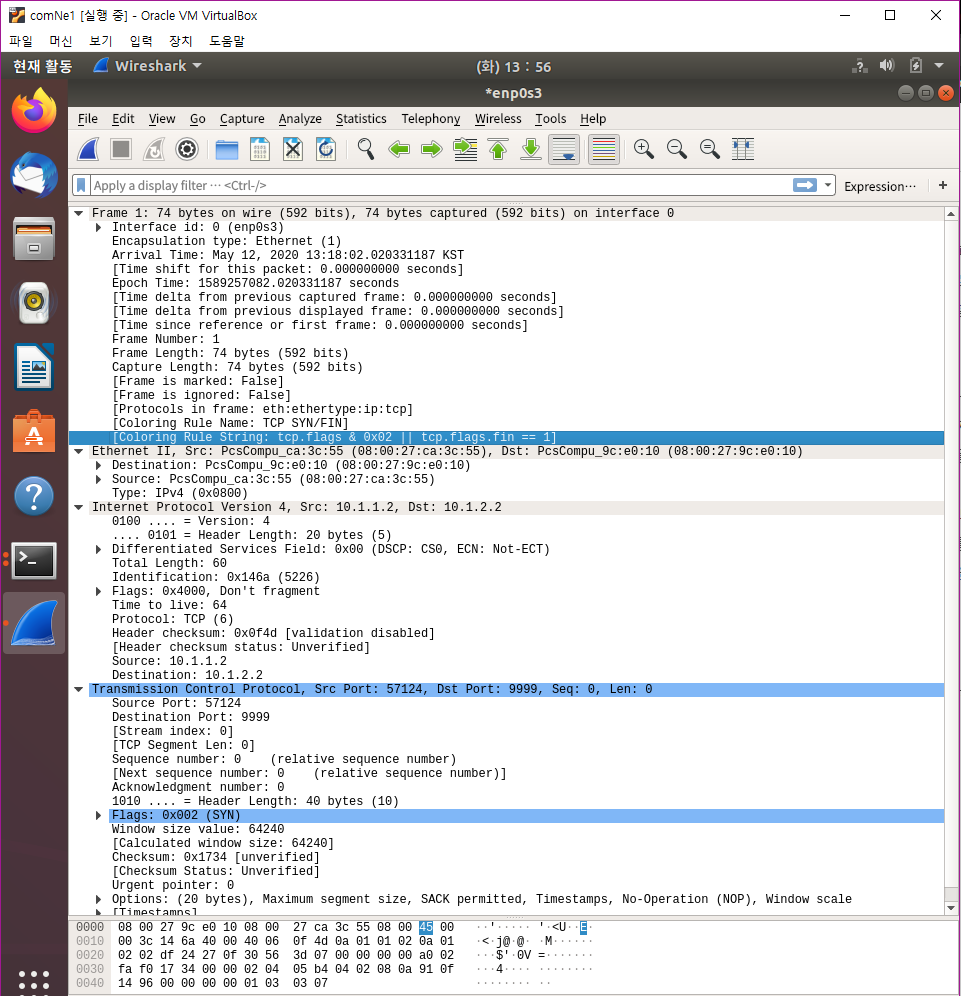 comNe1 [실행 중] - Oracle VM VirtualBox
파일 머신 보기 입력 장치 도움말
현재 활동 Wireshark (화) 13 : 56
*enp0s3
File Edit View Go Capture Analyze Statistics Telephony Wireless Tools Help
Apply a display filter ··· <Ctrl-/> Expression··· +
Frame 1: 74 bytes on wire (592 bits), 74 bytes captured (592 bits) on interface 0
Interface id: 0 (enp0s3)
Encapsulation type: Ethernet (1)
Arrival Time: May 12, 2020 13:18:02.020331187 KST
[Time shift for this packet: 0.000000000 seconds]
Epoch Time: 1589257082.020331187 seconds
[Time delta from previous captured frame: 0.000000000 seconds]
[Time delta from previous displayed frame: 0.000000000 seconds]
[Time since reference or first frame: 0.000000000 seconds]
Frame Number: 1
Frame Length: 74 bytes (592 bits)
Capture Length: 74 bytes (592 bits)
[Frame is marked: False]
[Frame is ignored: False]
[Protocols in frame: eth:ethertype:ip:tcp]
[Coloring Rule Name: TCP SYN/FIN]
[Coloring Rule String: tcp.flags & 0x02 || tcp.flags.fin == 1]
Ethernet II, Src: PcsCompu_ca:3c:55 (08:00:27:ca:3c:55), Dst: PcsCompu_9c:e0:10 (08:00:27:9c:e0:10)
Destination: PcsCompu_9c:e0:10 (08:00:27:9c:e0:10)
Source: PcsCompu_ca:3c:55 (08:00:27:ca:3c:55)
Type: IPv4 (0x0800)
Internet Protocol Version 4, Src: 10.1.1.2, Dst: 10.1.2.2
0100 .... = Version: 4
.... 0101 = Header Length: 20 bytes (5)
Differentiated Services Field: 0x00 (DSCP: CS0, ECN: Not-ECT)
Total Length: 60
Identification: 0x146a (5226)
Flags: 0x4000, Don't fragment
Time to live: 64
Protocol: TCP (6)
Header checksum: 0x0f4d [validation disabled]
[Header checksum status: Unverified]
Source: 10.1.1.2
Destination: 10.1.2.2
Transmission Control Protocol, Src Port: 57124, Dst Port: 9999, Seq: 0, Len: 0
Source Port: 57124
Destination Port: 9999
[Stream index: 0]
[TCP Segment Len: 0]
Sequence number: 0    (relative sequence number)
[Next sequence number: 0    (relative sequence number)]
Acknowledgment number: 0
1010 .... = Header Length: 40 bytes (10)
Flags: 0x002 (SYN)
Window size value: 64240
[Calculated window size: 64240]
Checksum: 0x1734 [unverified]
[Checksum Status: Unverified]
Urgent pointer: 0
Options: (20 bytes), Maximum segment size, SACK permitted, Timestamps, No-Operation (NOP), Window scale
[Timestamps]
0000 08 00 27 9c e0 10 08 00 27 ca 3c 55 08 00 45 00 ··'····· '·<U··E·
0010 00 3c 14 6a 40 00 40 06 0f 4d 0a 01 01 02 0a 01 ·<·j@·@· ·M······
0020 02 02 df 24 27 0f 30 56 3d 07 00 00 00 00 a0 02 ···$'·0V =·······
0030 fa f0 17 34 00 00 02 04 05 b4 04 02 08 0a 91 0f ···4···· ········
0040 14 96 00 00 00 00 01 03 03 07 ········ ··